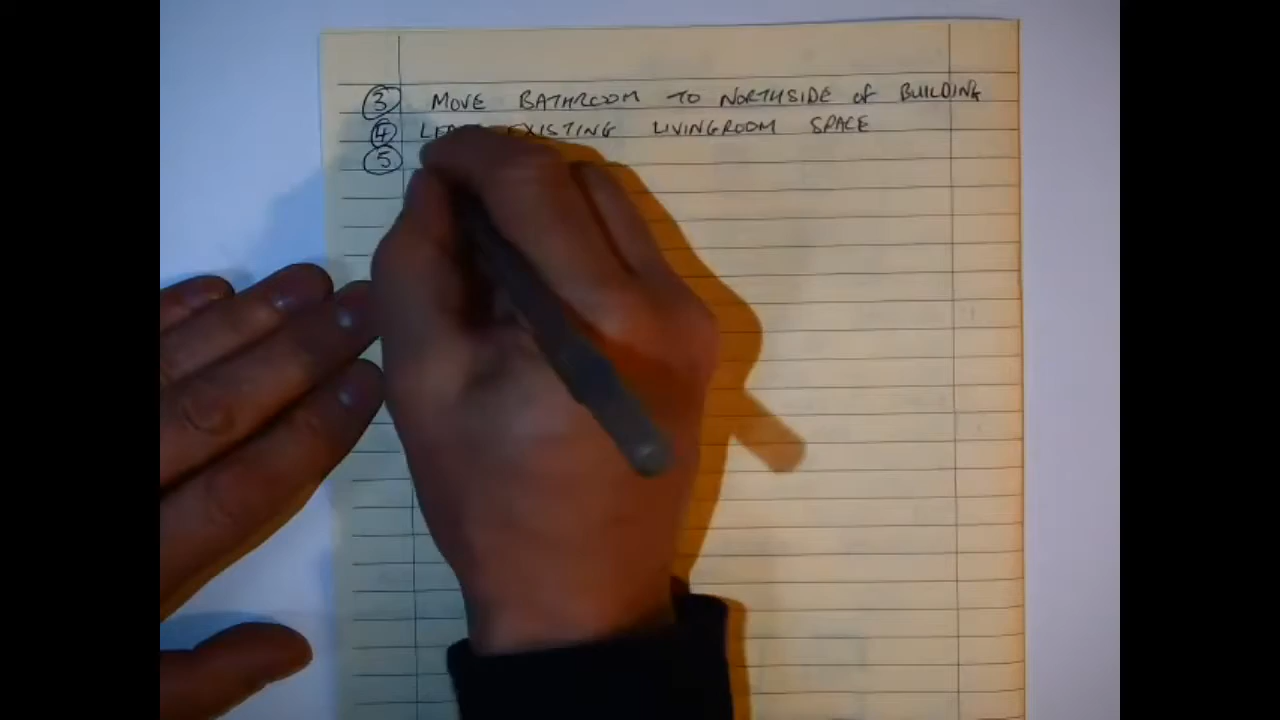 ③ MOVE BATHROOM TO NORTHSIDE of BUILDING
④ EXISTING LIVINGROOM SPACE
⑤